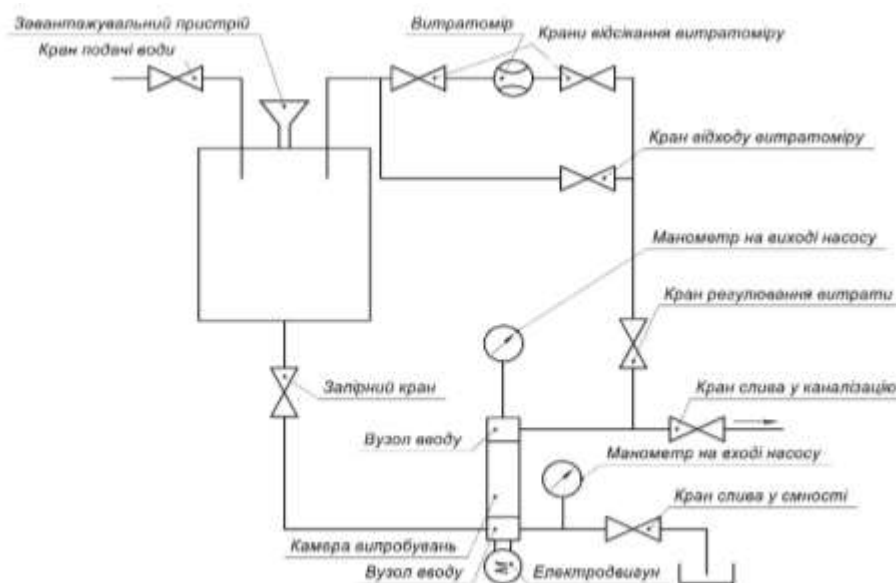 Завантажувальний пристрій
Кран подачі води
Витратомір
Крани відсікання витратоміру
Кран відходу витратоміру
Манометр на виході насосу
Кран регулювання витрати
Запірний кран
Кран слива у каналізацію
Вузол вводу
Манометр на вході насосу
Кран слива у ємності
Камера випробувань
Вузол вводу
М
Електродвигун